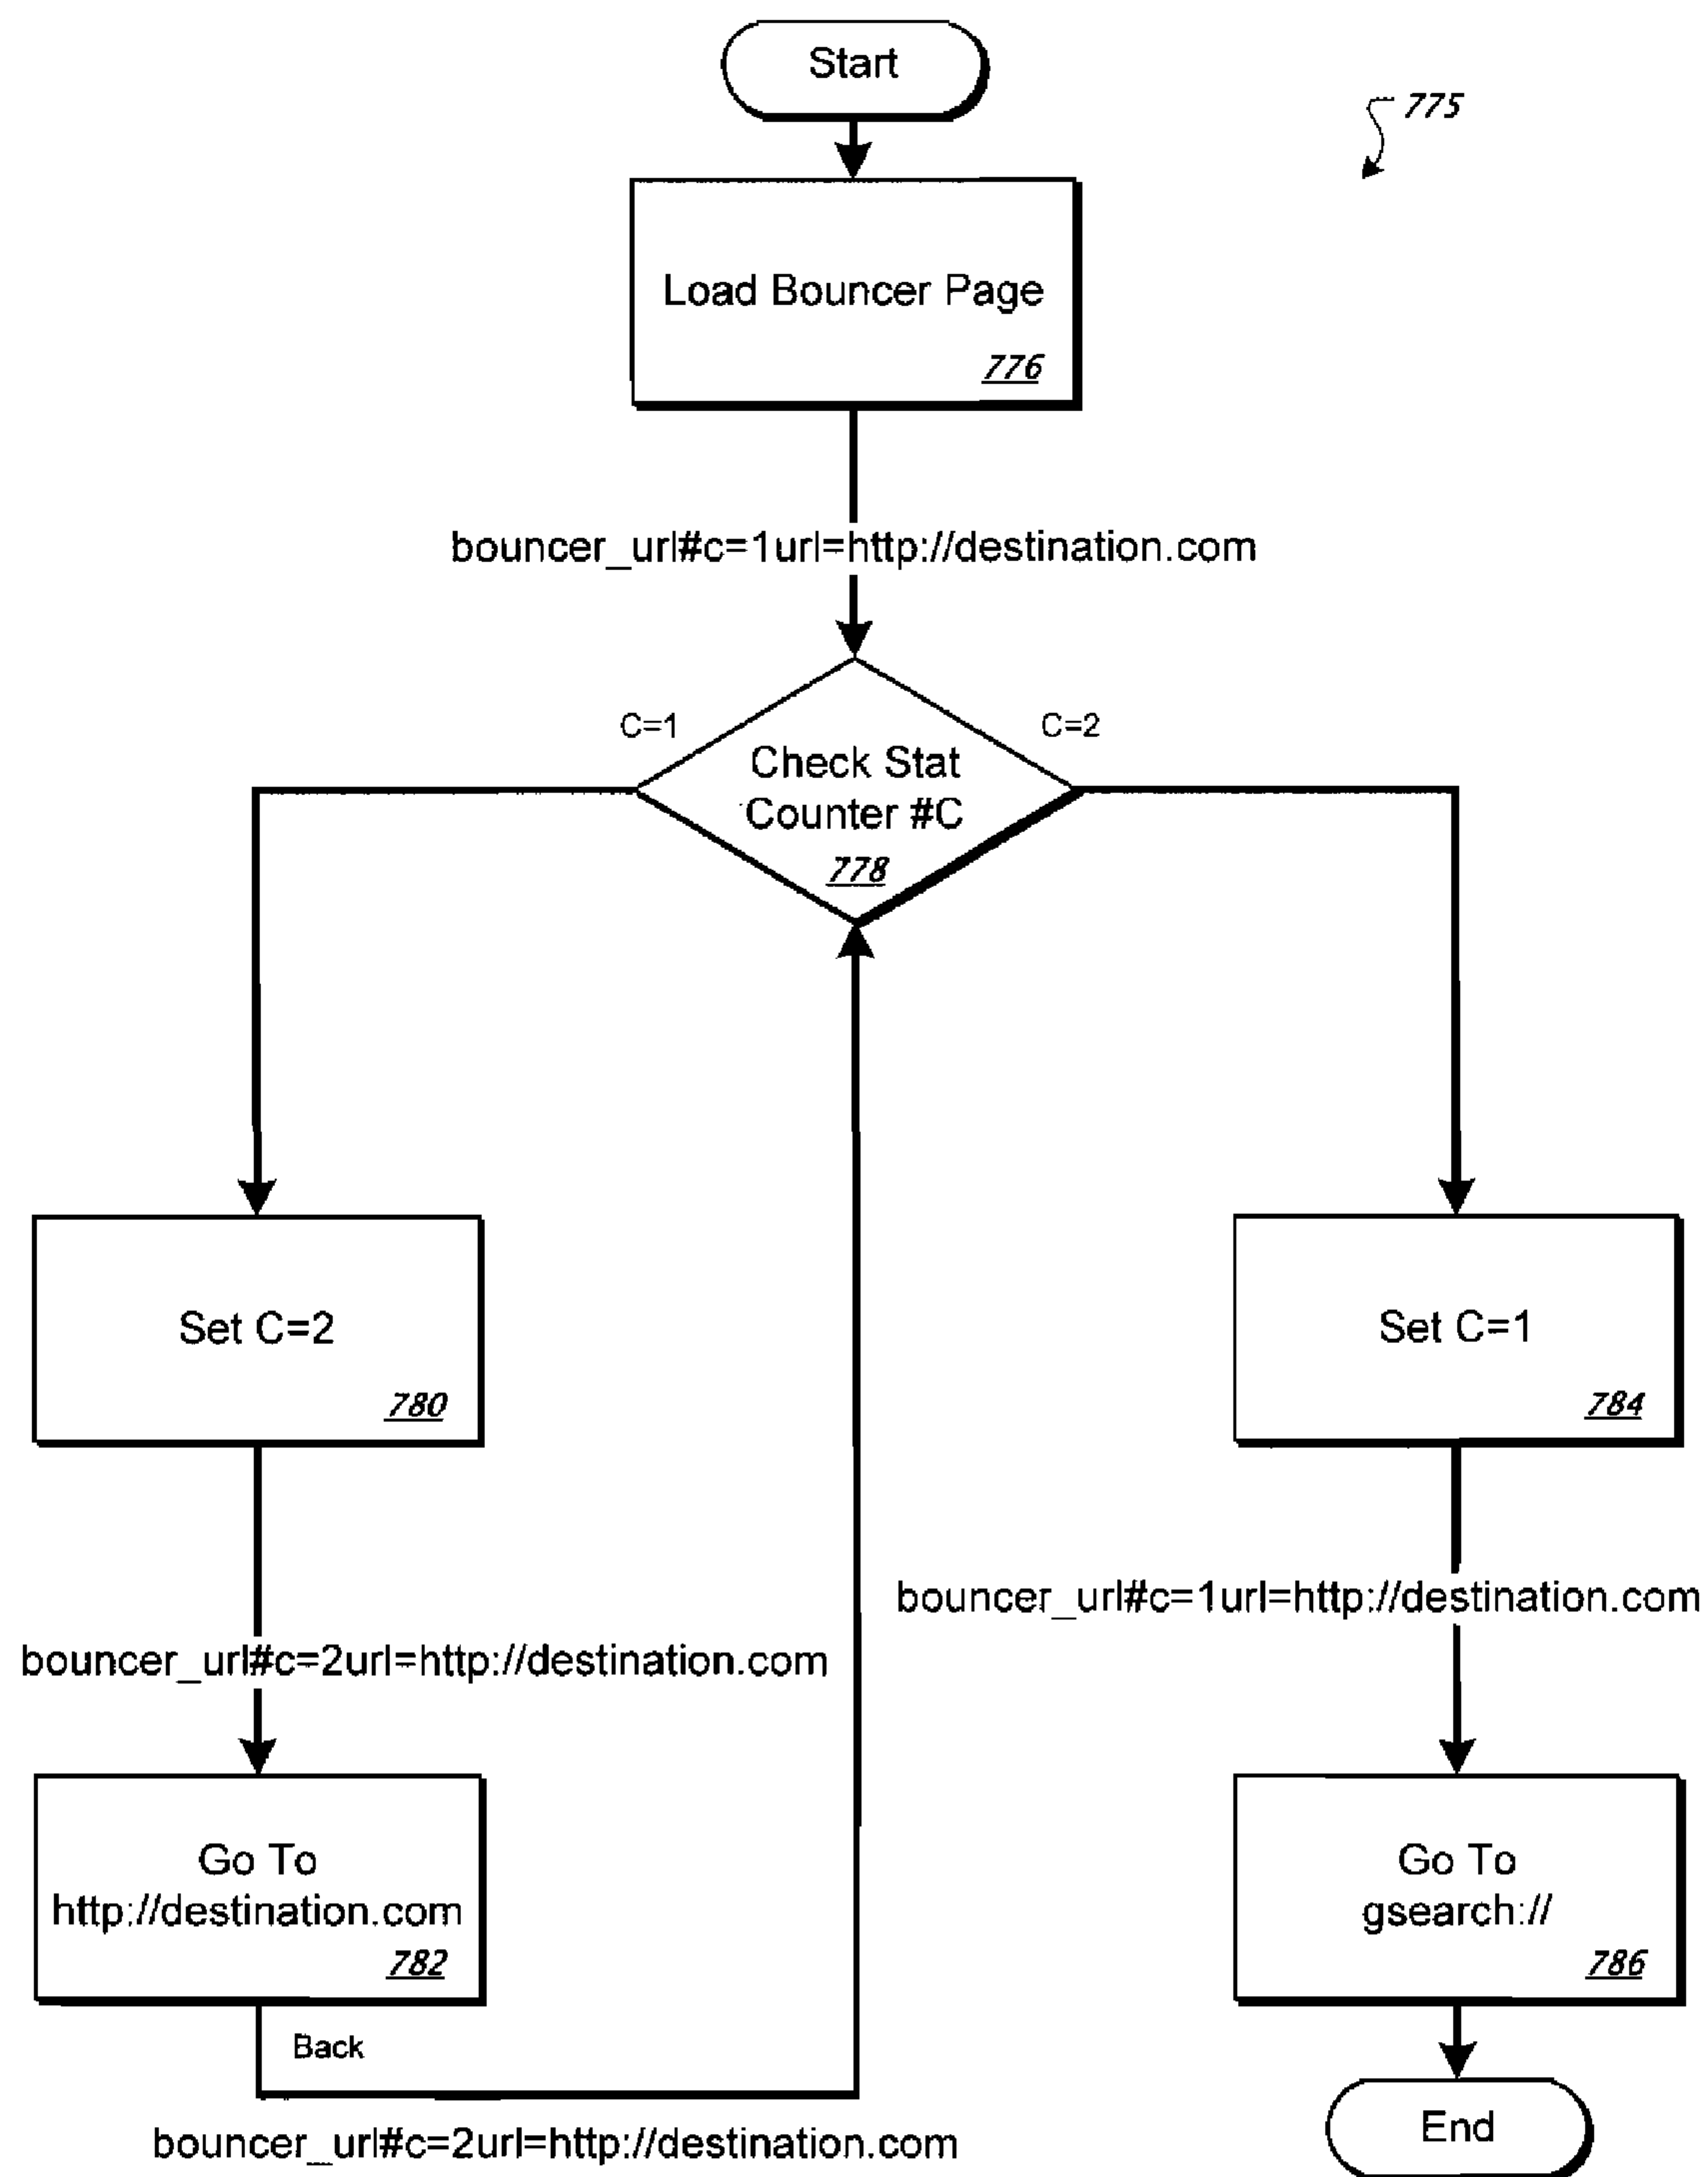 Start
775
Load Bouncer Page
776
bouncer_url#c=1url=http://destination.com
C=1
C=2
Check Stat
Counter #C
778
Set C=2
780
Set C=1
784
bouncer_url#c=1url=http://destination.com
bouncer_url#c=2url=http://destination.com
Go To
http://destination.com
782
Go To
gsearch://
786
Back
End
bouncer_url#c=2url=http://destination.com